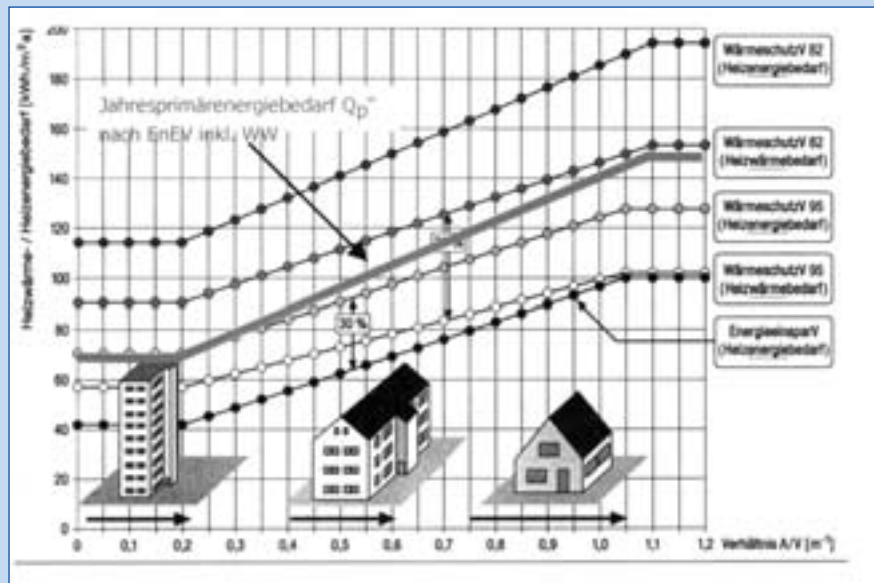 Heizwärme- / Heizenergiebedarf [kWh/m²a]
200
180
160
140
120
100
80
60
40
20
0
Jahresprimärenergiebedarf Qp"
nach EnEV inkl. WW
30 %
WärmeschutzV 82
(Heizenergiebedarf)
WärmeschutzV 82
(Heizwärmebedarf)
WärmeschutzV 95
(Heizenergiebedarf)
WärmeschutzV 95
(Heizwärmebedarf)
EnergieeinsparV
(Heizenergiebedarf)
0 0,1 0,2 0,3 0,4 0,5 0,6 0,7 0,8 0,9 1,0 1,1 1,2 Verhältnis A/V [m⁻¹]